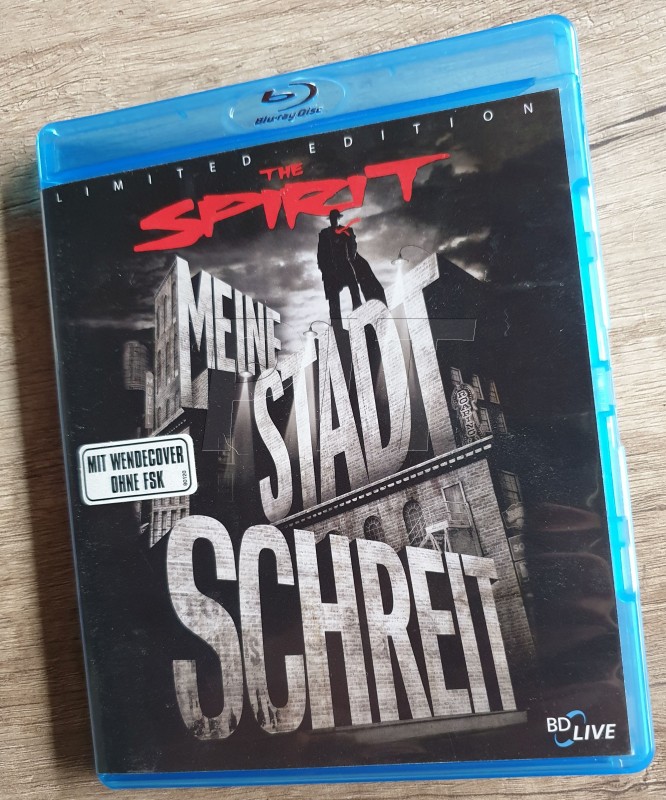 Blu-ray Disc
LIMITED EDITION
THE
SPIRIT
MEINE
STADT
SCHREIT
MIT WENDECOVER
OHNE FSK
BD LIVE